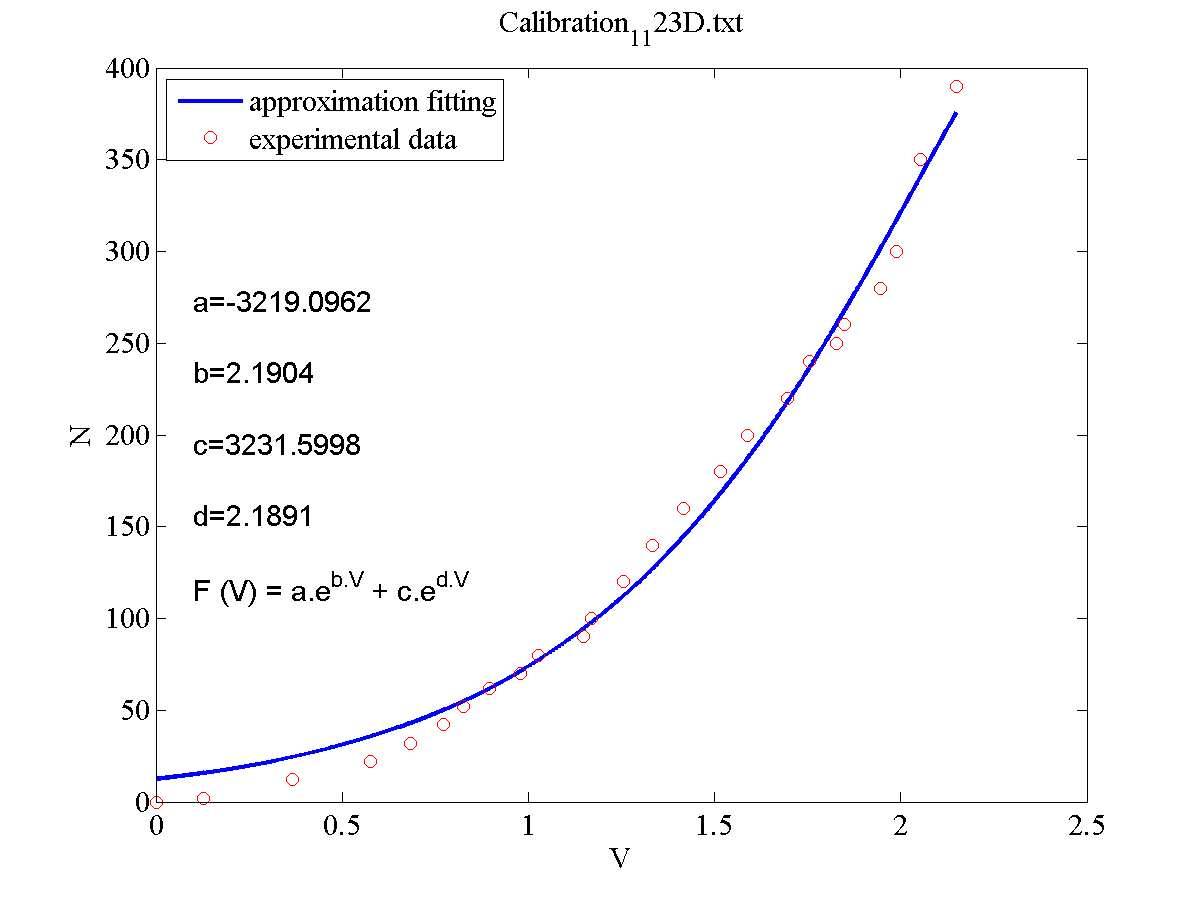 Calibration1123D.txt
approximation fitting
experimental data
400
350
300
250
200
150
100
50
0
N
a=-3219.0962
b=2.1904
c=3231.5998
d=2.1891
F (V) = a.e^b.V + c.e^d.V
0 0.5 1 1.5 2 2.5
V